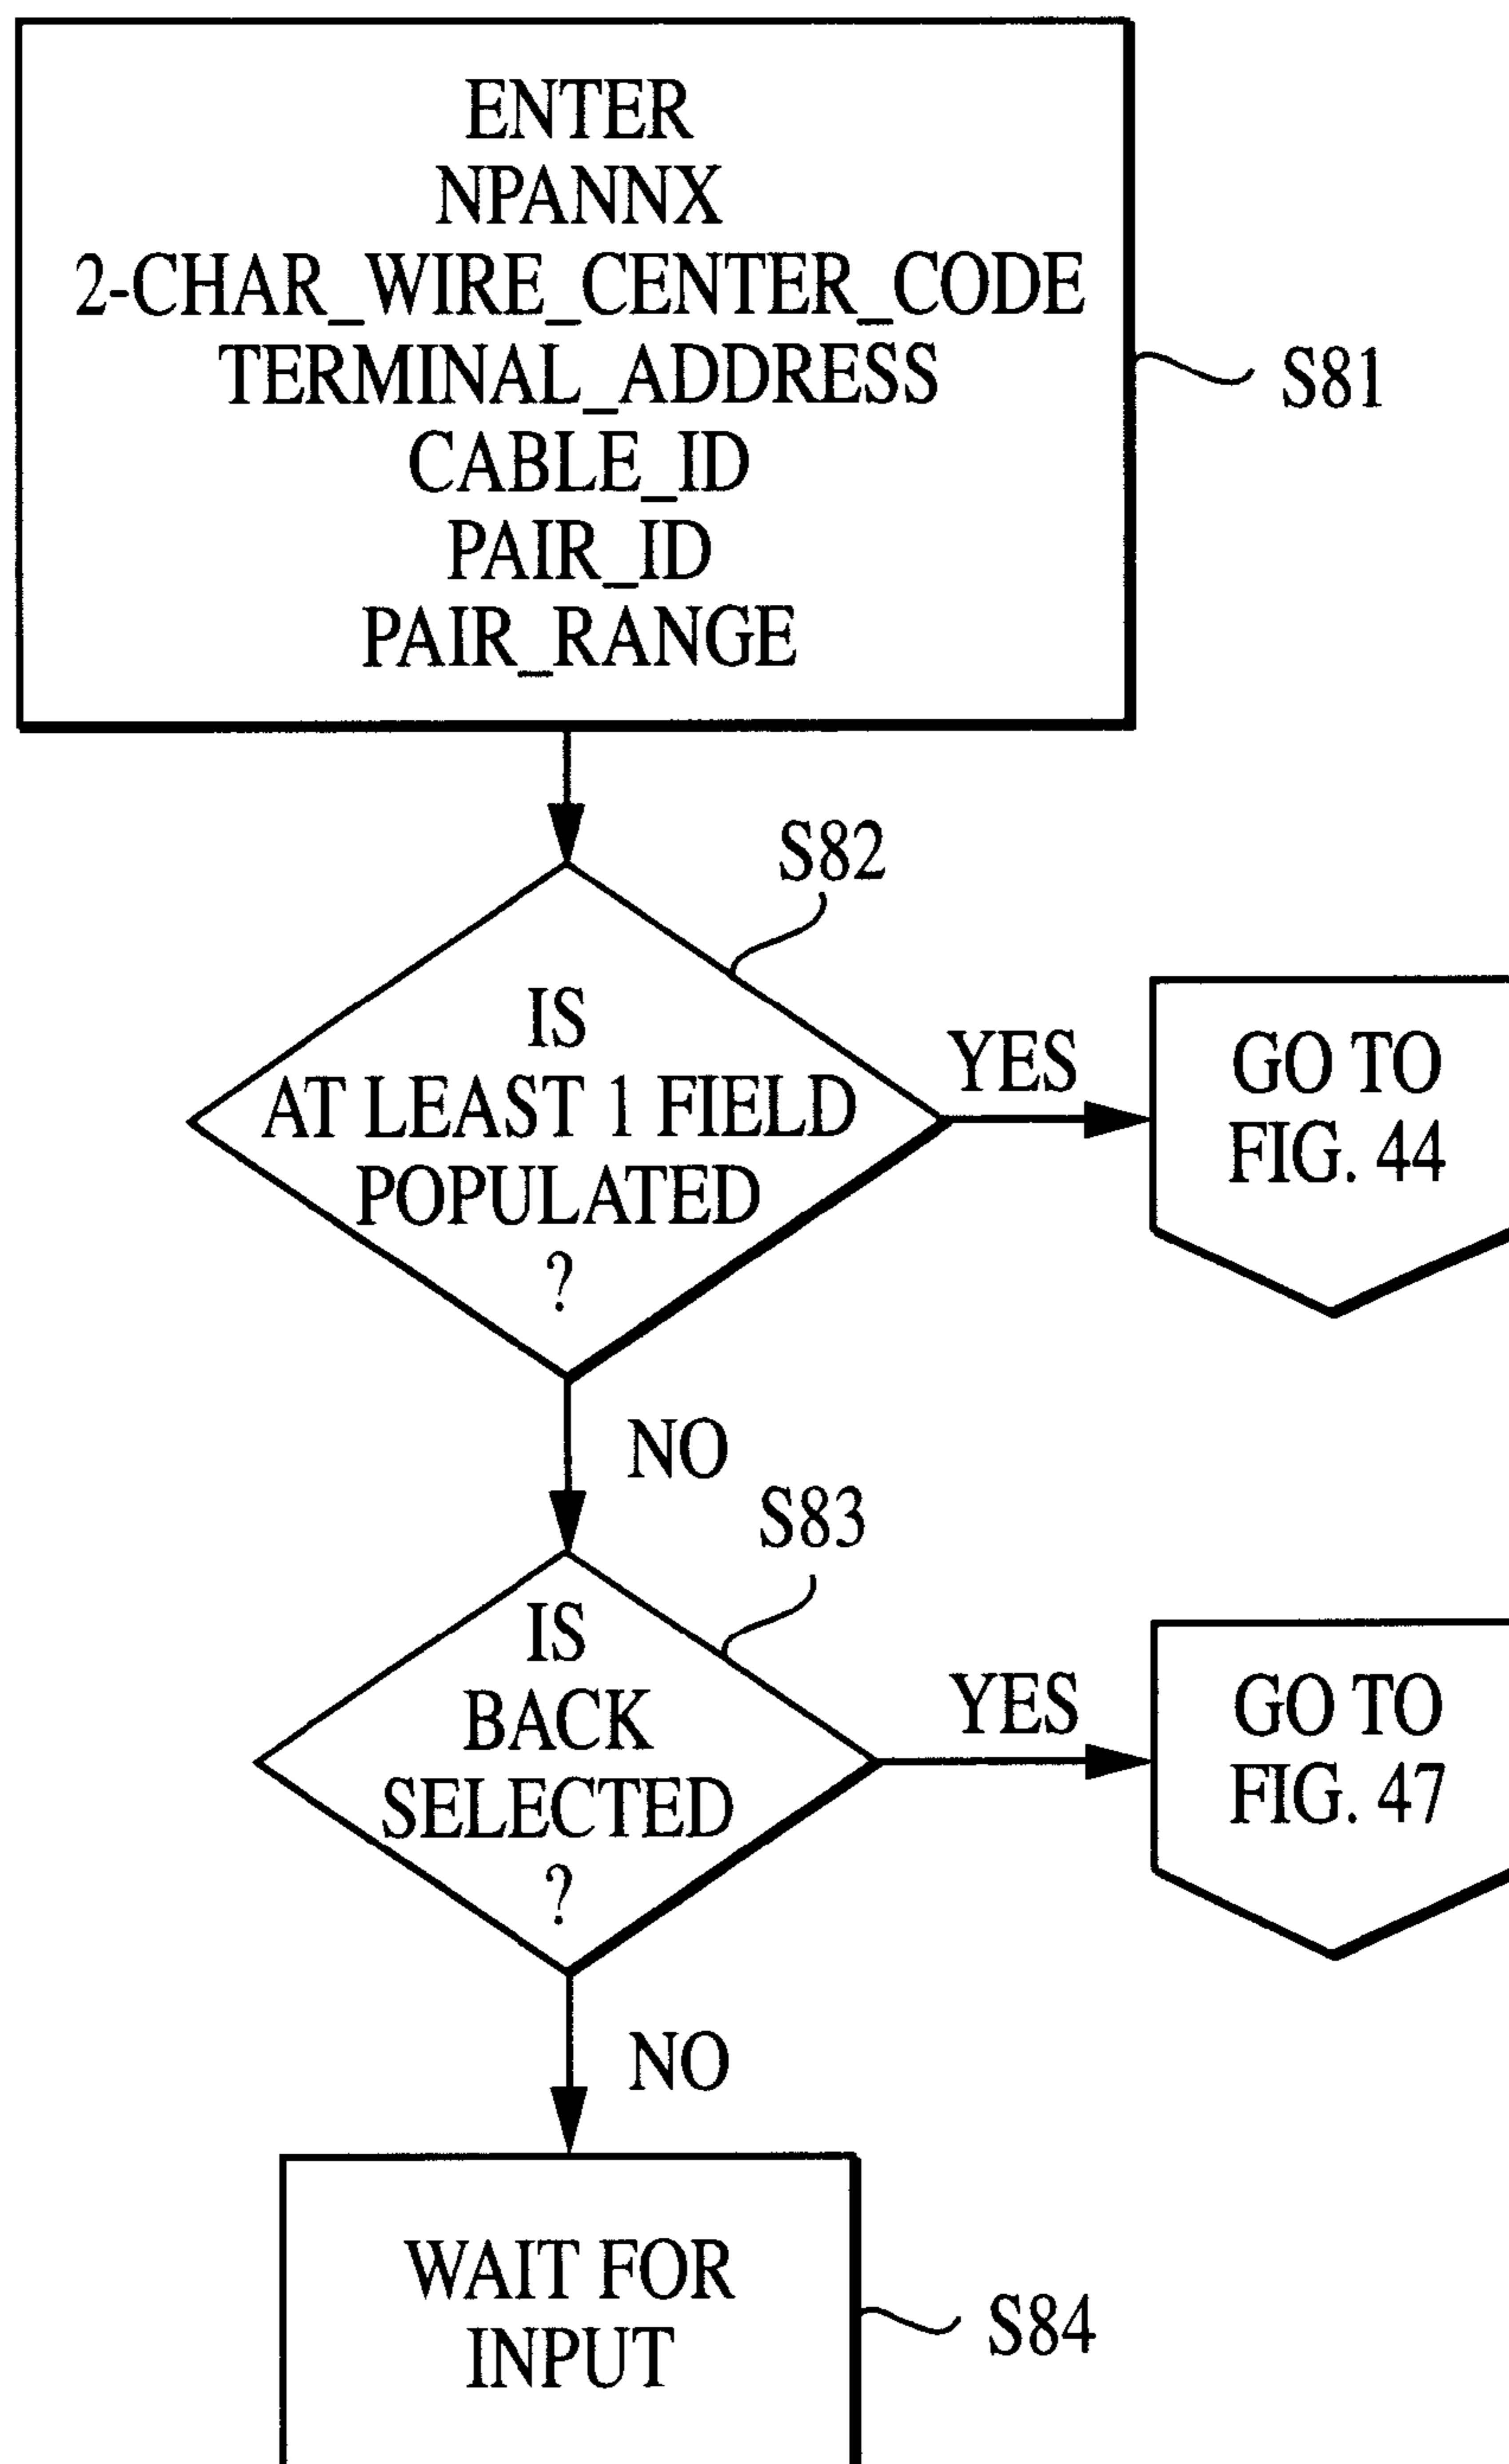 ENTER
NPANNX
2-CHAR_WIRE_CENTER_CODE
TERMINAL_ADDRESS
CABLE_ID
PAIR_ID
PAIR_RANGE
S81
S82
IS
AT LEAST 1 FIELD
POPULATED
?
YES
GO TO
FIG. 44
NO
S83
IS
BACK
SELECTED
?
YES
GO TO
FIG. 47
NO
WAIT FOR
INPUT
S84